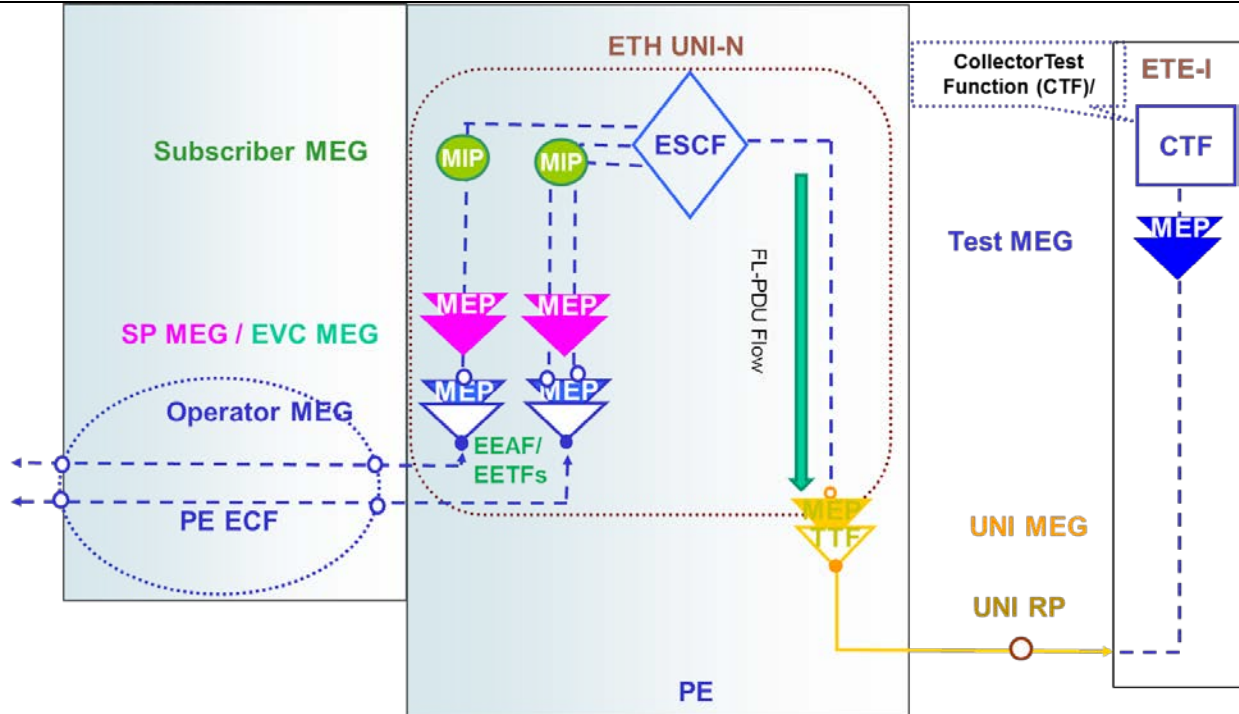 ETH UNI-N
CollectorTest
Function (CTF)/
ETE-I
Subscriber MEG
MIP
MIP
ESCF
CTF
MEP
Test MEG
FL-PDU Flow
MEP
MEP
SP MEG / EVC MEG
MEP
MEP
Operator MEG
EEAF/
EETFs
PE ECF
MEP
TTF
UNI MEG
UNI RP
PE